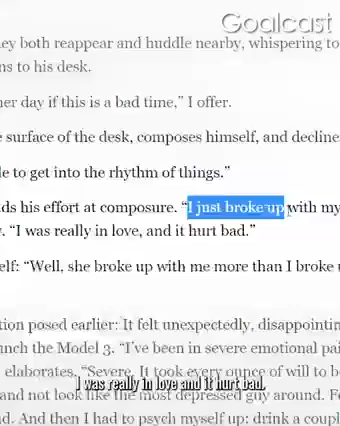 Goalcast
ey both reappear and huddle nearby, whispering to
ns to his desk.
ner day if this is a bad time,” I offer.
e surface of the desk, composes himself, and decline
le to get into the rhythm of things.”
ds his effort at composure. “I just broke up with my
. “I was really in love, and it hurt bad.”
elf: “Well, she broke up with me more than I broke
tion posed earlier: It felt unexpectedly, disappointin
unch the Model 3. “I’ve been in severe emotional pai
elaborates. “Severe. It took every ounce of will to b
I was really in love and it hurt bad.
and not look like the most depressed guy around. F
d. And then I had to psych myself up: drink a coupl